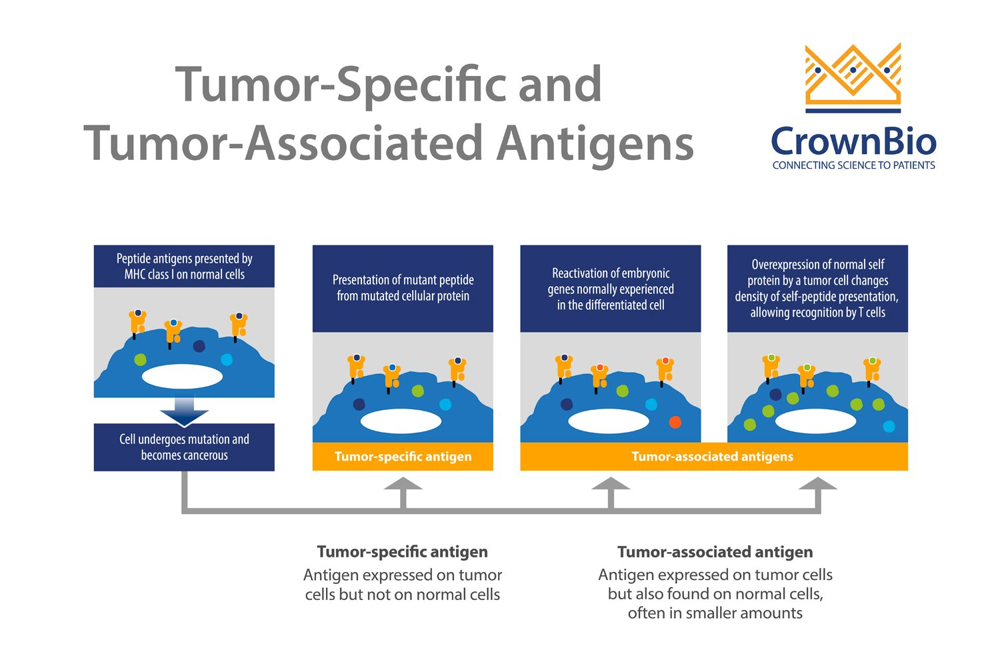 Tumor-Specific and
Tumor-Associated Antigens
CrownBio
CONNECTING SCIENCE TO PATIENTS
Peptide antigens presented by
MHC class I on normal cells
Cell undergoes mutation and
becomes cancerous
Presentation of mutant peptide
from mutated cellular protein
Tumor-specific antigen
Reactivation of embryonic
genes normally experienced
in the differentiated cell
Overexpression of normal self
protein by a tumor cell changes
density of self-peptide presentation,
allowing recognition by T cells
Tumor-associated antigens
Tumor-specific antigen
Antigen expressed on tumor
cells but not on normal cells
Tumor-associated antigen
Antigen expressed on tumor cells
but also found on normal cells,
often in smaller amounts